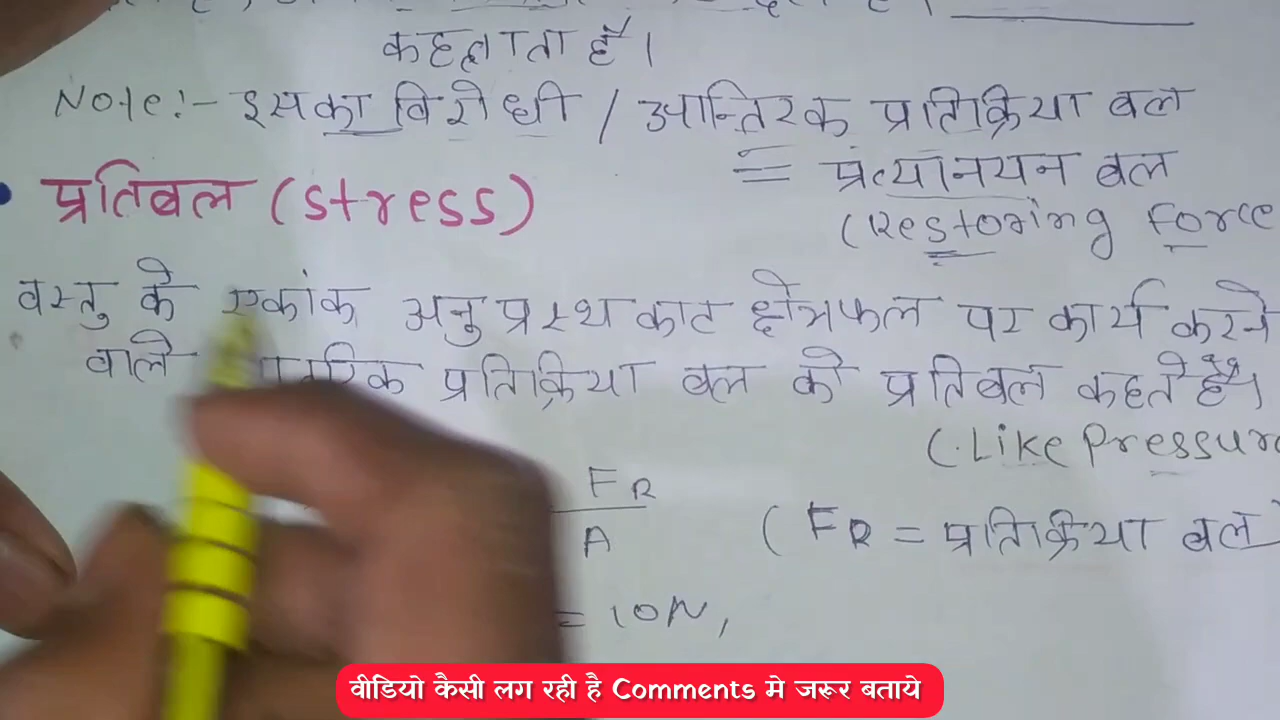 कहलाता है।
Note:- इसका विरोधी / आन्तिरक प्रतिक्रिया बल
= प्रत्यानयन बल
(Restoring Force
• प्रतिबल (Stress)
वस्तु के एकांक अनुप्रस्थ काट क्षेत्रफल पर कार्य करने
वाले प्रतिक्रिया बल को प्रतिबल कहते है।
(Like Pressure
FR
A
(FR = प्रतिक्रिया बल)
= 10N,
वीडियो कैसी लग रही है Comments मे जरूर बताये